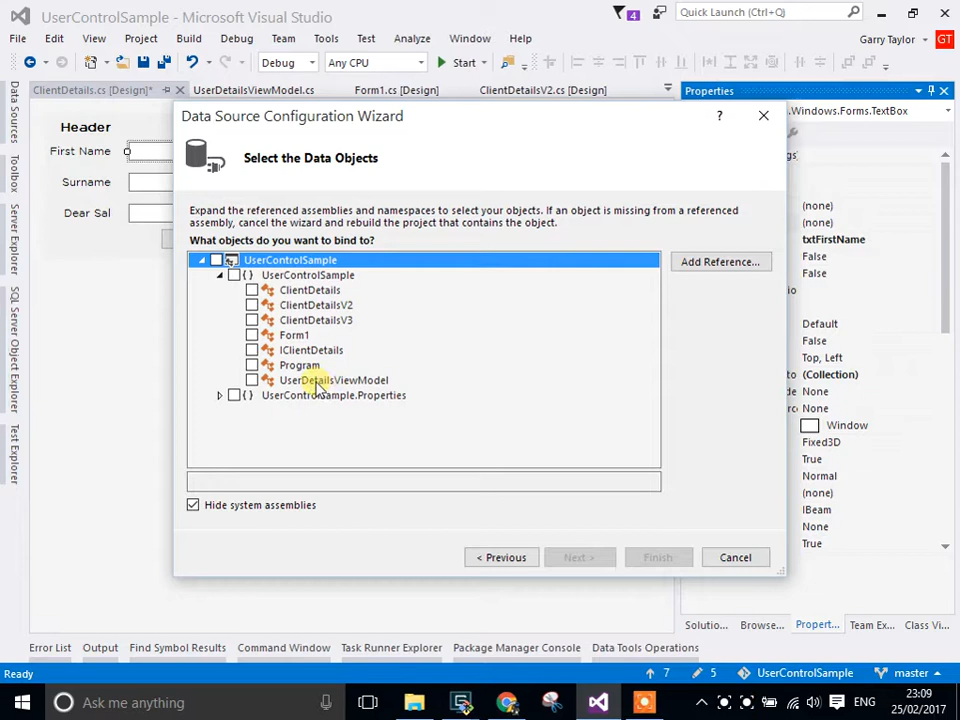 UserControlSample - Microsoft Visual Studio
4
Quick Launch (Ctrl+Q)
File Edit View Project Build Debug Team Tools Test Analyze Window Help
Garry Taylor GT
Debug Any CPU Start
ClientDetails.cs [Design]* UserDetailsViewModel.cs Form1.cs [Design] ClientDetailsV2.cs [Design]
Properties
Data Sources
Toolbox
Server Explorer
SQL Server Object Explorer
Test Explorer
Header
First Name
Surname
Dear Sal
Data Source Configuration Wizard
?
Select the Data Objects
Expand the referenced assemblies and namespaces to select your objects. If an object is missing from a referenced
assembly, cancel the wizard and rebuild the project that contains the object.
What objects do you want to bind to?
UserControlSample
{ } UserControlSample
ClientDetails
ClientDetailsV2
ClientDetailsV3
Form1
IClientDetails
Program
UserDetailsViewModel
{ } UserControlSample.Properties
Add Reference...
Hide system assemblies
< Previous Next > Finish Cancel
.Windows.Forms.TextBox
gs
(none)
(none)
txtFirstName
Default
False
Top, Left
(Collection)
(none)
Window
Fixed3D
True
Normal
(none)
IBeam
None
True
Solutio... Browse... Propert... Team Ex... Class Vi...
Error List Output Find Symbol Results Command Window Task Runner Explorer Package Manager Console Data Tools Operations
Ready 7 5 UserControlSample master
Ask me anything
ENG
23:09
25/02/2017